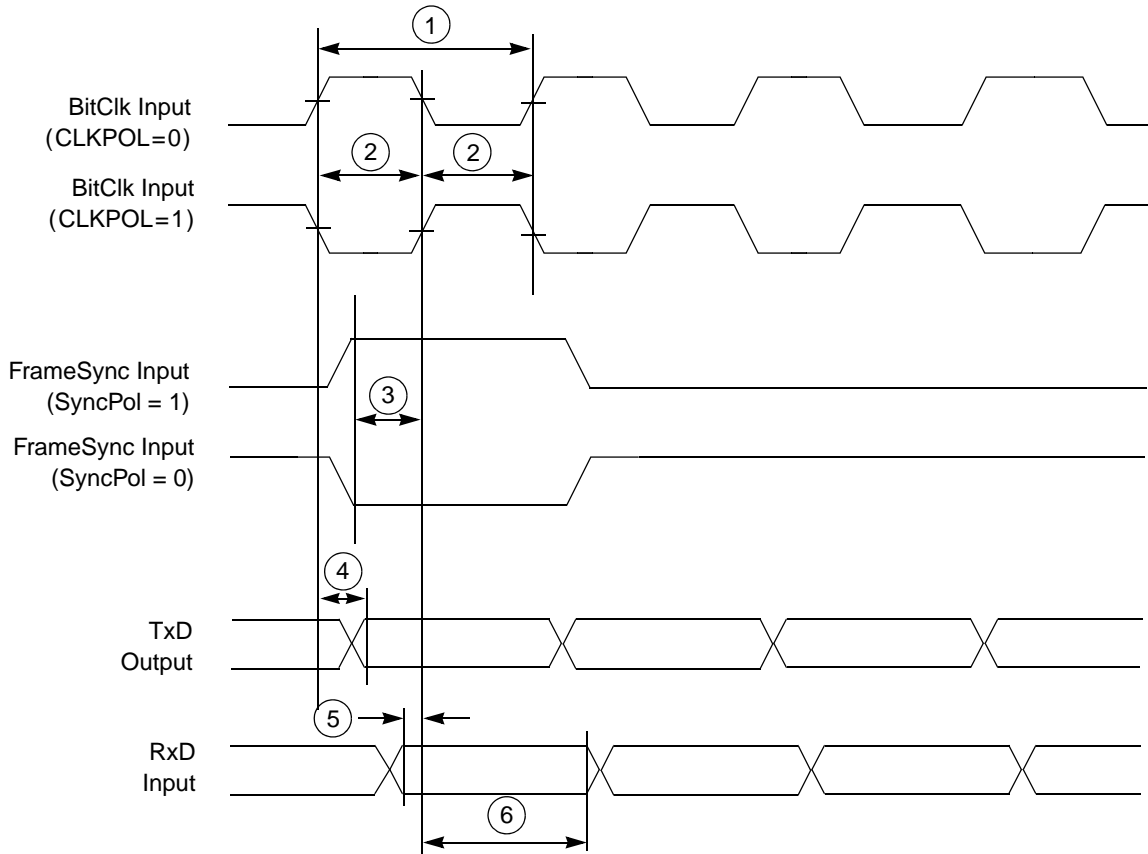 1
BitClk Input
(CLKPOL=0)
2
2
BitClk Input
(CLKPOL=1)
FrameSync Input
(SyncPol = 1)
3
FrameSync Input
(SyncPol = 0)
4
TxD
Output
5
RxD
Input
6